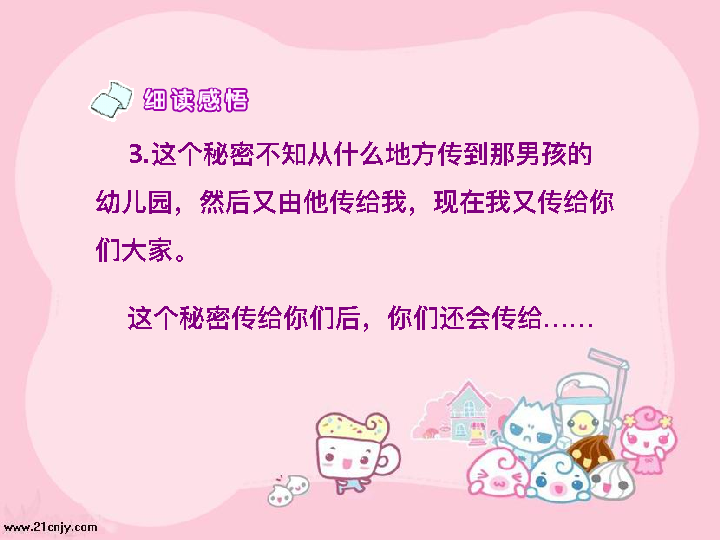 细读感悟
3.这个秘密不知从什么地方传到那男孩的
幼儿园，然后又由他传给我，现在我又传给你
们大家。
这个秘密传给你们后，你们还会传给……
www.21cnjy.com